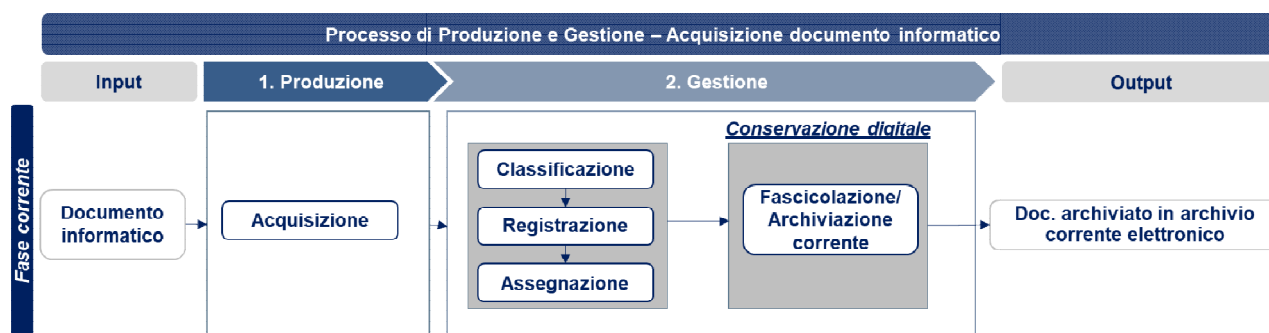 Processo di Produzione e Gestione – Acquisizione documento informatico
Input
1. Produzione
2. Gestione
Output
Fase corrente
Documento
informatico
Acquisizione
Classificazione
Registrazione
Assegnazione
Conservazione digitale
Fascicolazione/
Archiviazione
corrente
Doc. archiviato in archivio
corrente elettronico